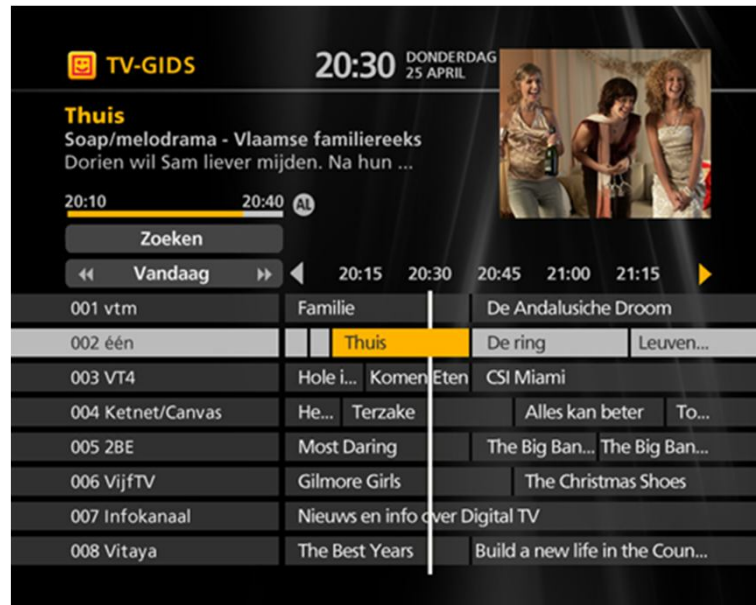 TV-GIDS 20:30 DONDERDAG 25 APRIL
Thuis
Soap/melodrama - Vlaamse familiereeks
Dorien wil Sam liever mijden. Na hun ...
20:10 20:40 AL
Zoeken
Vandaag 20:15 20:30 20:45 21:00 21:15
001 vtm Familie De Andalusiche Droom
002 één Thuis De ring Leuven...
003 VT4 Hole i... Komen Eten CSI Miami
004 Ketnet/Canvas He... Terzake Alles kan beter To...
005 2BE Most Daring The Big Ban... The Big Ban...
006 VijfTV Gilmore Girls The Christmas Shoes
007 Infokanaal Nieuws en info over Digital TV
008 Vitaya The Best Years Build a new life in the Coun...